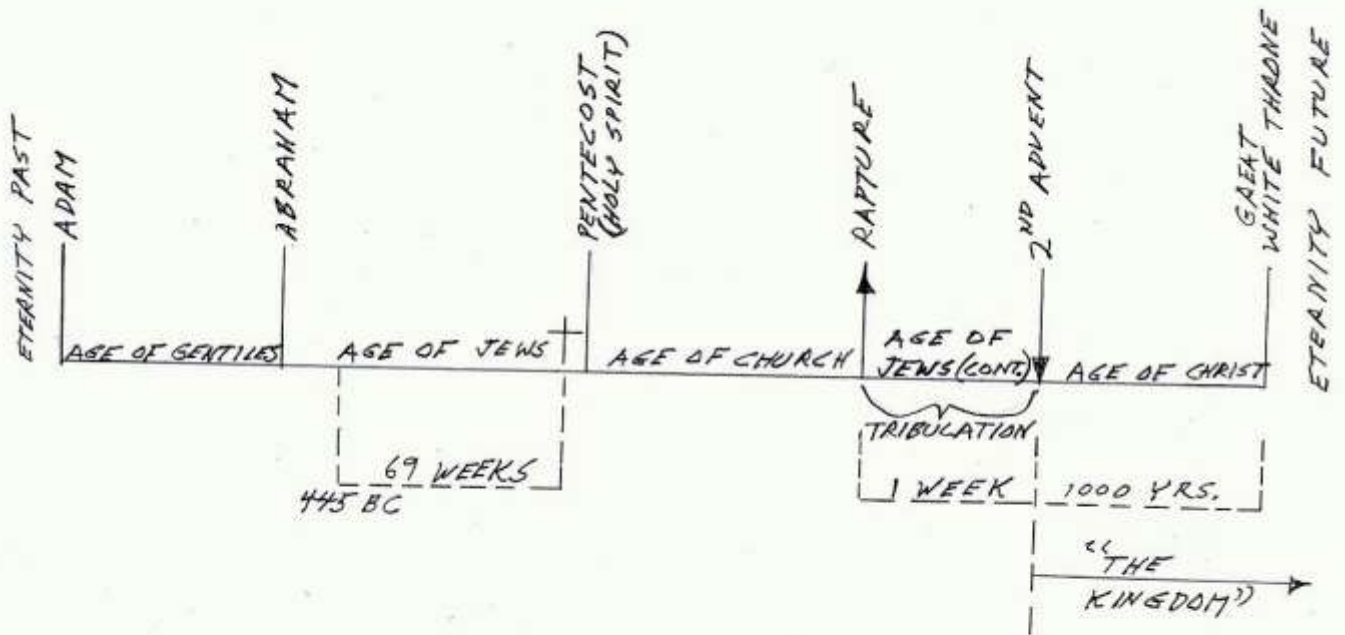 ETERNITY PAST
ADAM
ABRAHAM
PENTECOST
(HOLY SPIRIT)
RAPTURE
2ND ADVENT
GREAT
WHITE THRONE
ETERNITY FUTURE
AGE OF GENTILES
AGE OF JEWS
AGE OF CHURCH
AGE OF
JEWS (CONT.)
AGE OF CHRIST
TRIBULATION
69 WEEKS
445 BC
1 WEEK
1000 YRS.
"THE
KINGDOM"